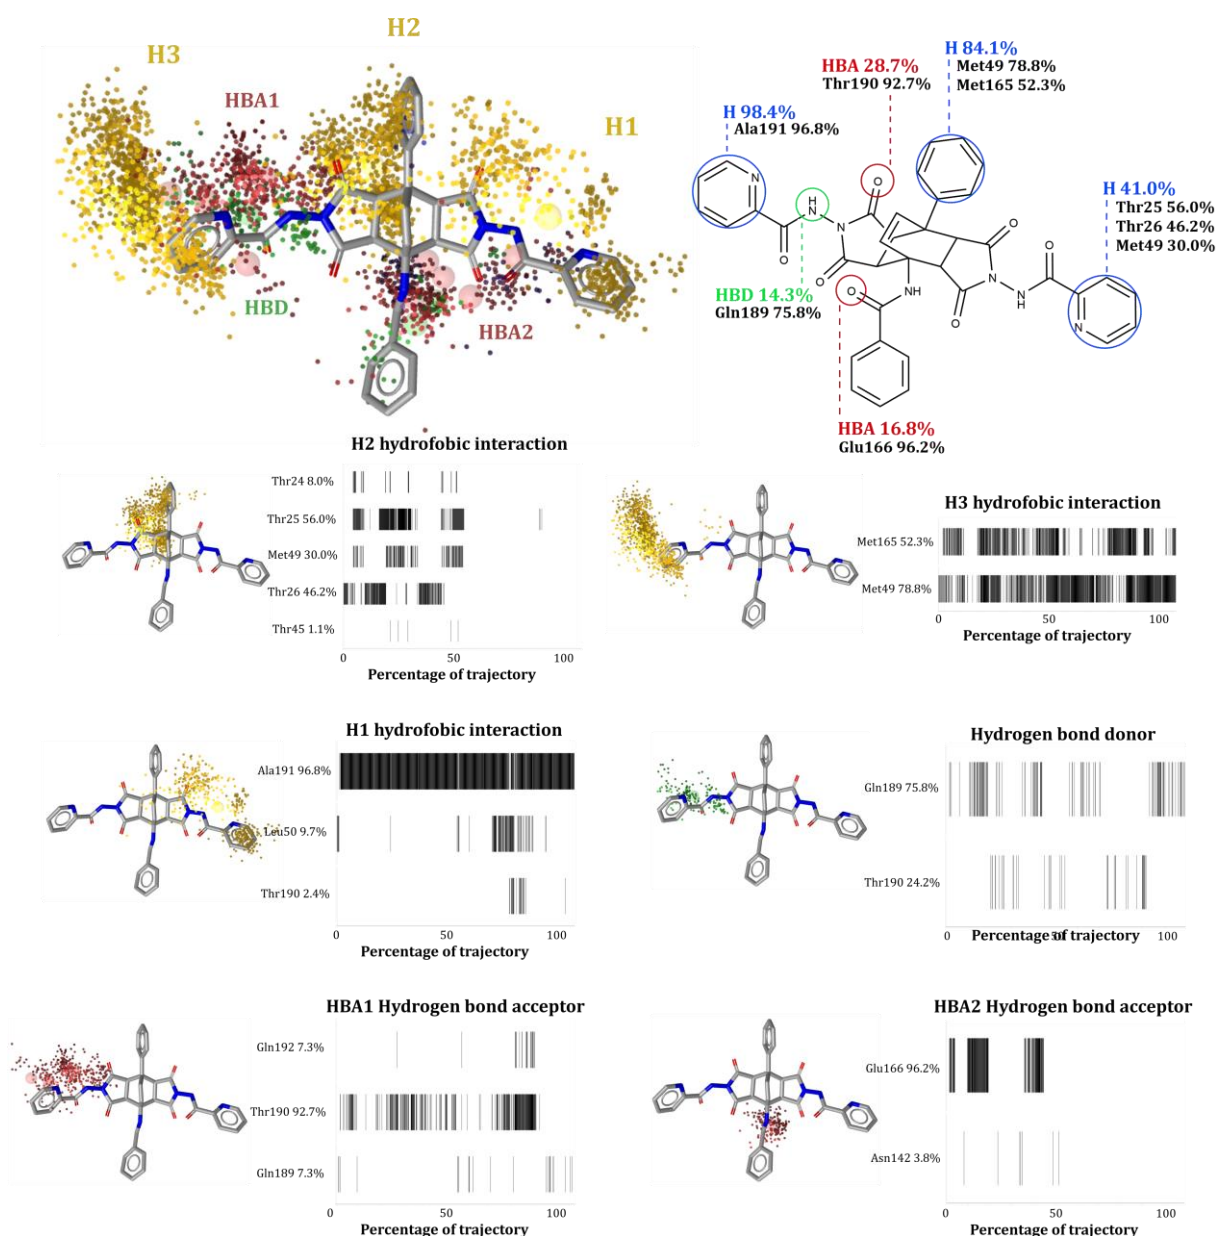 H3
H2
HBA1
H1
HBD
HBA2
H 84.1%
Met49 78.8%
Met165 52.3%
HBA 28.7%
Thr190 92.7%
H 98.4%
Ala191 96.8%
H 41.0%
Thr25 56.0%
Thr26 46.2%
Met49 30.0%
HBD 14.3%
Gln189 75.8%
HBA 16.8%
Glu166 96.2%
N
H
N
O
O
N
O
O
O
N
O
NH
O
NH
O
N
H2 hydrofobic interaction
Thr24 8.0%
Thr25 56.0%
Met49 30.0%
Thr26 46.2%
Thr45 1.1%
0 50 100
Percentage of trajectory
H3 hydrofobic interaction
Met165 52.3%
Met49 78.8%
0 50 100
Percentage of trajectory
H1 hydrofobic interaction
Ala191 96.8%
Leu50 9.7%
Thr190 2.4%
0 50 100
Percentage of trajectory
Hydrogen bond donor
Gln189 75.8%
Thr190 24.2%
0 50 100
Percentage of trajectory
HBA1 Hydrogen bond acceptor
Gln192 7.3%
Thr190 92.7%
Gln189 7.3%
0 50 100
Percentage of trajectory
HBA2 Hydrogen bond acceptor
Glu166 96.2%
Asn142 3.8%
0 50 100
Percentage of trajectory